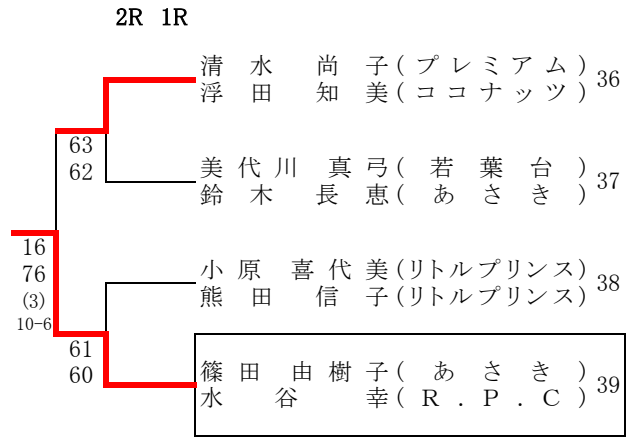 2R 1R
清水 尚子(プレミアム) 36
浮田 知美(ココナッツ)
63
62
美代川 真弓(若葉台) 37
鈴木 長恵(あさき)
16
76
(3)
10-6
小原 喜代美(リトルプリンス) 38
熊田 信子(リトルプリンス)
61
60
篠田 由樹子(あさき) 39
水谷 幸(R.P.C)